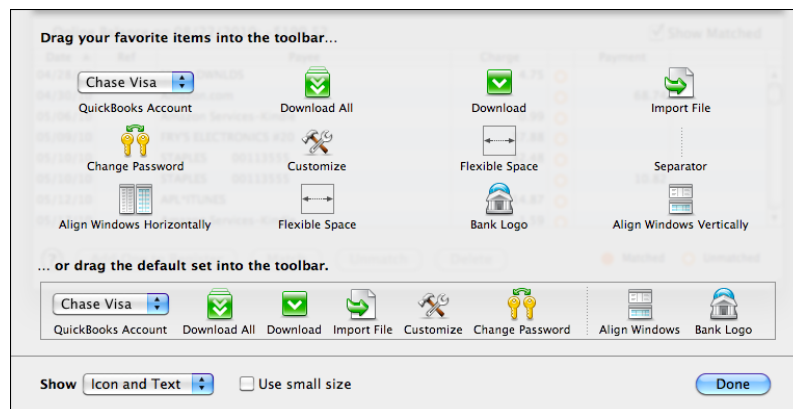 Drag your favorite items into the toolbar...
Show Matched
Chase Visa
QuickBooks Account Download All Download Import File
Change Password Customize Flexible Space Separator
Align Windows Horizontally Flexible Space Bank Logo Align Windows Vertically
... or drag the default set into the toolbar.
Chase Visa
QuickBooks Account Download All Download Import File Customize Change Password Align Windows Bank Logo
Show Icon and Text Use small size Done